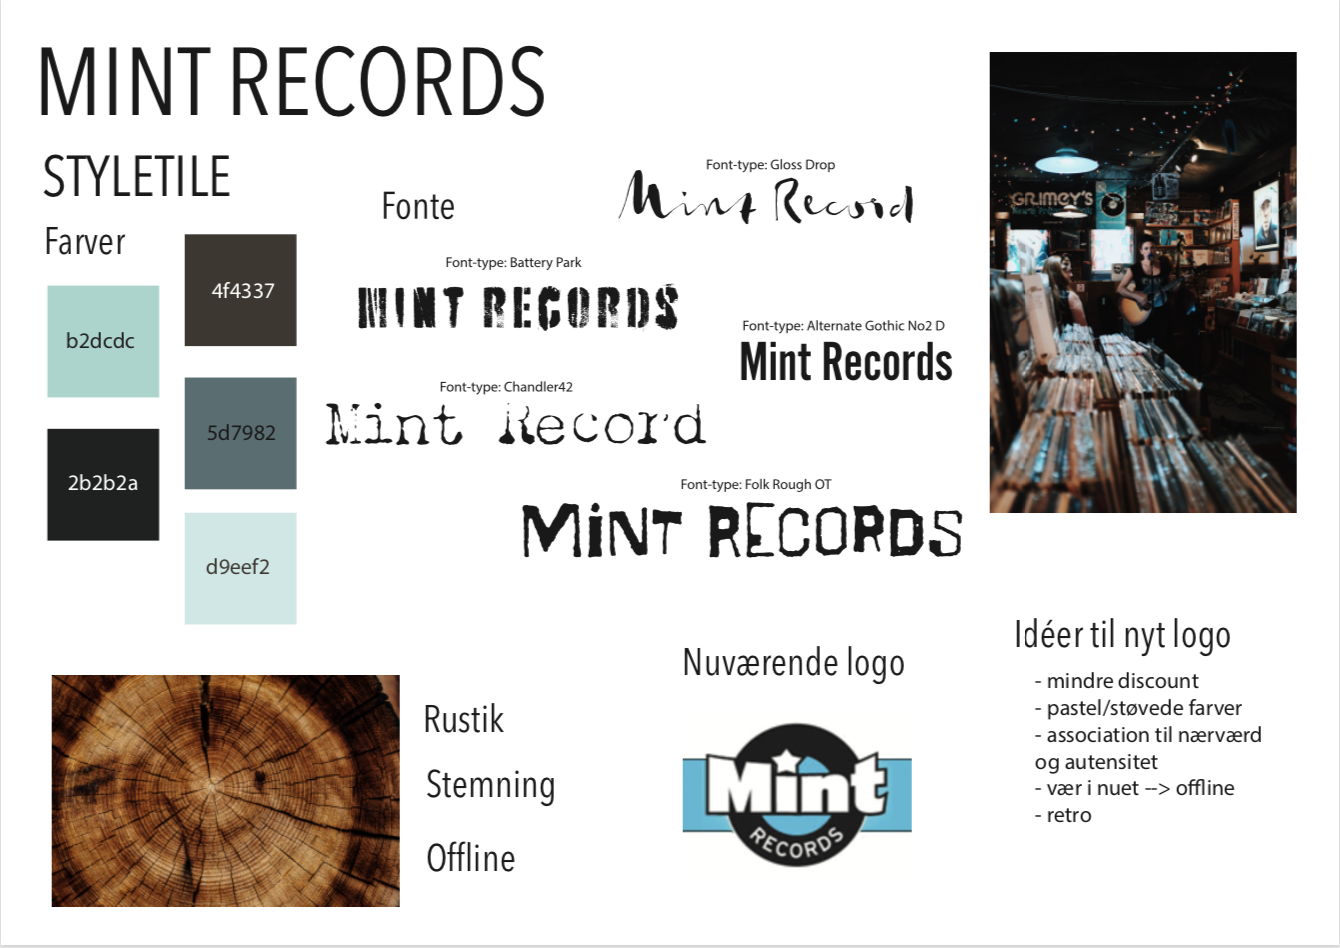 MINT RECORDS
STYLETILE
Farver
b2dcdc
4f4337
2b2b2a
5d7982
d9eef2
Fonte
Font-type: Gloss Drop
Mint Record
Font-type: Battery Park
MINT RECORDS
Font-type: Alternate Gothic No2 D
Mint Records
Font-type: Chandler42
Mint Record
Font-type: Folk Rough OT
MiNT RECORDS
GRIMEY'S
Rustik
Stemning
Offline
Nuværende logo
Mint
RECORDS
Idéer til nyt logo
- mindre discount
- pastel/støvede farver
- association til nærværd
og autensitet
- vær i nuet --> offline
- retro